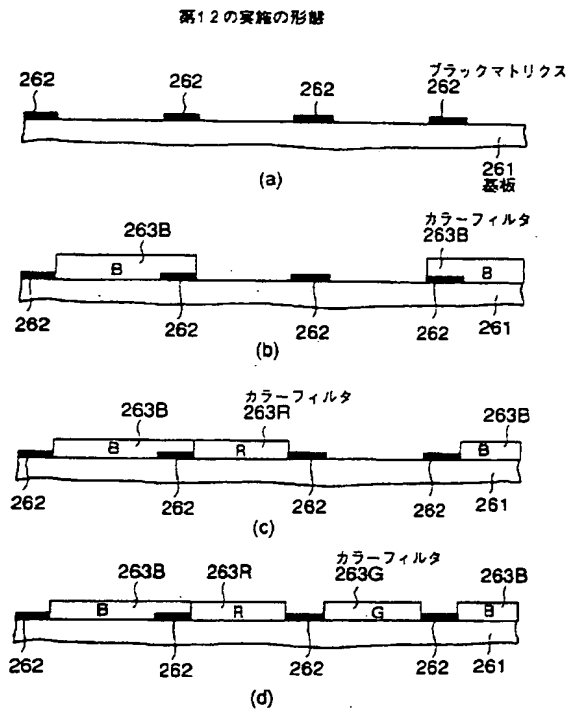 第12の実施の形態
ブラックマトリクス
262 262 262 262
261
基板
(a)
カラーフィルタ
263B 263B
B B
262 262 262 262 261
(b)
カラーフィルタ
263B 263R 263B
B R B
262 262 262 262 261
(c)
カラーフィルタ
263B 263R 263G 263B
B R G B
262 262 262 262 261
(d)